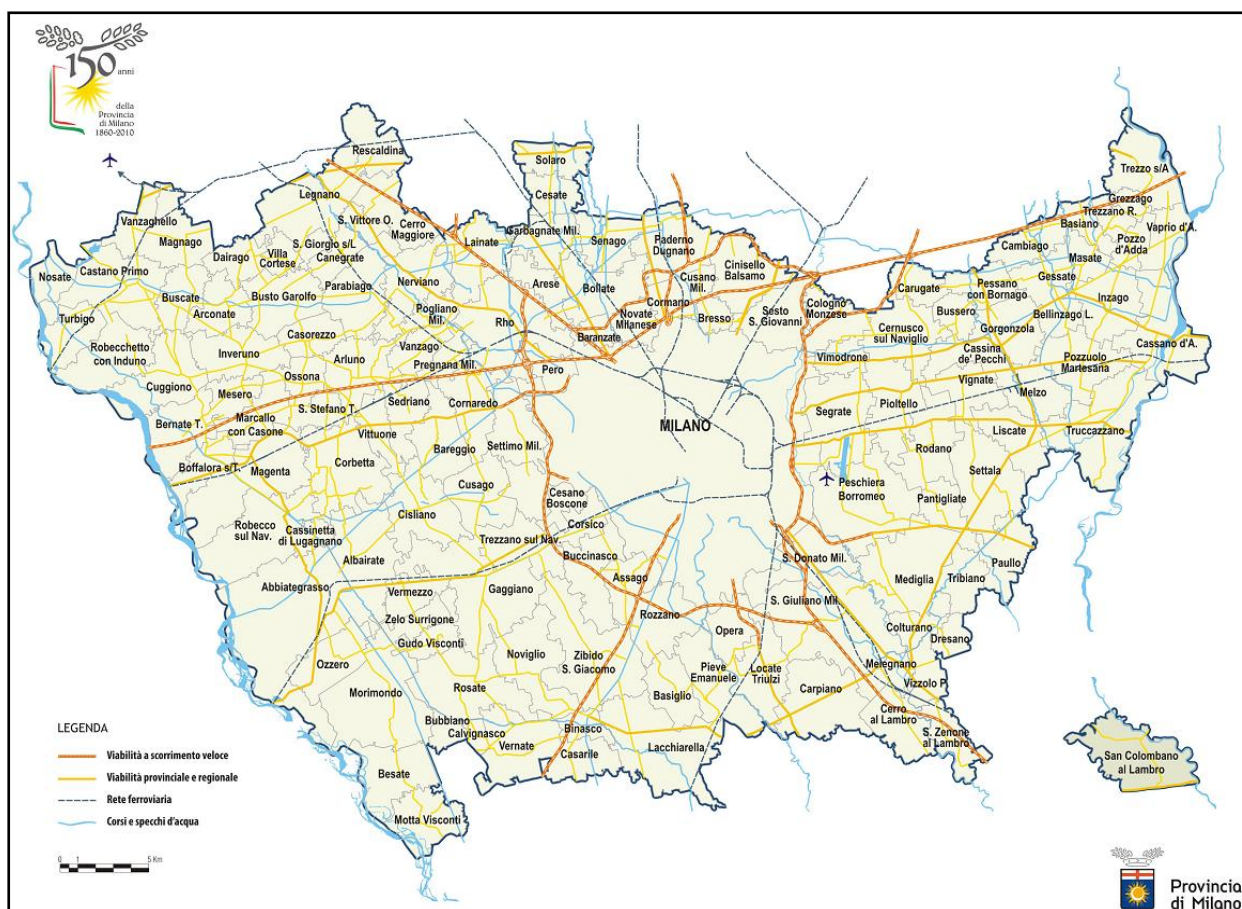 150 anni
della
Provincia
di Milano
1860-2010
Rescaldina
Solaro
Cesate
Trezzo s/A
Grezzago
Trezzano R.
Basiano
Vaprio d'A.
Legnano
Vanzaghello
Magnago
S. Vittore O.
Cerro
Maggiore
Lainate
Garbagnate Mil.
Senago
Paderno
Dugnano
Cambiago
Masate
Pozzo
d'Adda
Nosate
Castano Primo
Dairago
Villa
Cortese
S. Giorgio s/L
Canegrate
Parabiago
Nerviano
Arese
Bollate
Cusano
Mil.
Cinisello
Balsamo
Carugate
Pessano
con Bornago
Gessate
Inzago
Turbigo
Buscate
Arconate
Busto Garolfo
Pogliano
Mil.
Rho
Cormano
Novate
Milanese
Bresso
Sesto
S. Giovanni
Cologno
Monzese
Bussero
Gorgonzola
Bellinzago L.
Cernusco
sul Naviglio
Cassano d'A.
Robecchetto
con Induno
Casorezzo
Inveruno
Arluno
Vanzago
Pregnana Mil.
Baranzate
Pero
Vimodrone
Cassina
de' Pecchi
Pozzuolo
Martesana
Cuggiono
Mesero
Ossona
Vignate
Melzo
Bernate T.
Marcallo
con Casone
S. Stefano T.
Sedriano
Cornaredo
MILANO
Segrate
Pioltello
Liscate
Truccazzano
Vittuone
Bareggio
Settimo Mil.
Rodano
Settala
Boffalora s/T.
Magenta
Corbetta
Cusago
Cesano
Boscone
Peschiera
Borromeo
Pantigliate
Robecco
sul Nav.
Cassinetta
di Lugagnano
Cisliano
Corsico
Albairate
Trezzano sul Nav.
Buccinasco
S. Donato Mil.
Abbiategrasso
Vermezzo
Gaggiano
Assago
Mediglia
Tribiano
Paullo
Zelo Surrigone
Gudo Visconti
Rozzano
S. Giuliano Mil.
Opera
Colturano
Dresano
Ozzero
Noviglio
Zibido
S. Giacomo
Pieve
Emanuele
Locate
Triulzi
Melegnano
Vizzolo P.
Morimondo
Rosate
Basiglio
Carpiano
Cerro
al Lambro
S. Zenone
al Lambro
Bubbiano
Calvignasco
Vernate
Binasco
Casarile
Lacchiarella
San Colombano
al Lambro
Besate
Motta Visconti
LEGENDA
Viabilità a scorrimento veloce
Viabilità provinciale e regionale
Rete ferroviaria
Corsi e specchi d'acqua
0 1 5 Km
Provincia
di Milano